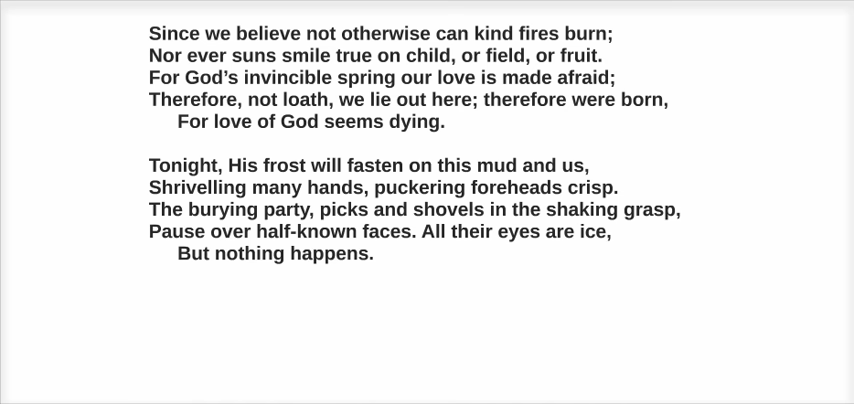 Since we believe not otherwise can kind fires burn;
Nor ever suns smile true on child, or field, or fruit.
For God’s invincible spring our love is made afraid;
Therefore, not loath, we lie out here; therefore were born,
For love of God seems dying.
Tonight, His frost will fasten on this mud and us,
Shrivelling many hands, puckering foreheads crisp.
The burying party, picks and shovels in the shaking grasp,
Pause over half-known faces. All their eyes are ice,
But nothing happens.